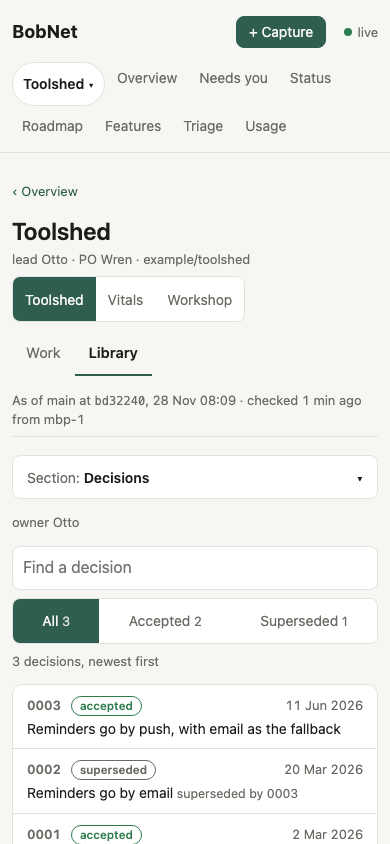 BobNet
+ Capture
live
Toolshed ▾
Overview
Needs you
Status
Roadmap
Features
Triage
Usage
‹ Overview
Toolshed
lead Otto · PO Wren · example/toolshed
Toolshed
Vitals
Workshop
Work
Library
As of main at bd32240, 28 Nov 08:09 · checked 1 min ago
from mbp-1
Section: Decisions ▾
owner Otto
Find a decision
All 3
Accepted 2
Superseded 1
3 decisions, newest first
0003 accepted 11 Jun 2026
Reminders go by push, with email as the fallback
0002 superseded 20 Mar 2026
Reminders go by email superseded by 0003
0001 accepted 2 Mar 2026